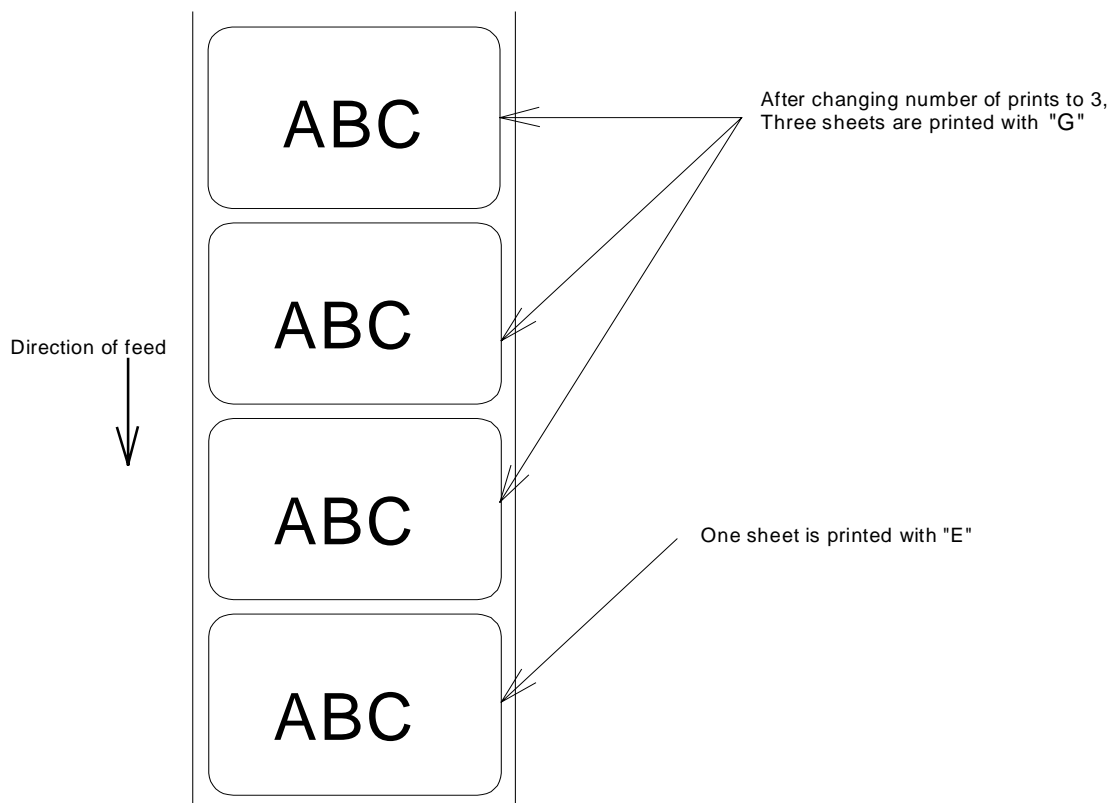 ABC
After changing number of prints to 3,
Three sheets are printed with "G"
ABC
Direction of feed
ABC
One sheet is printed with "E"
ABC